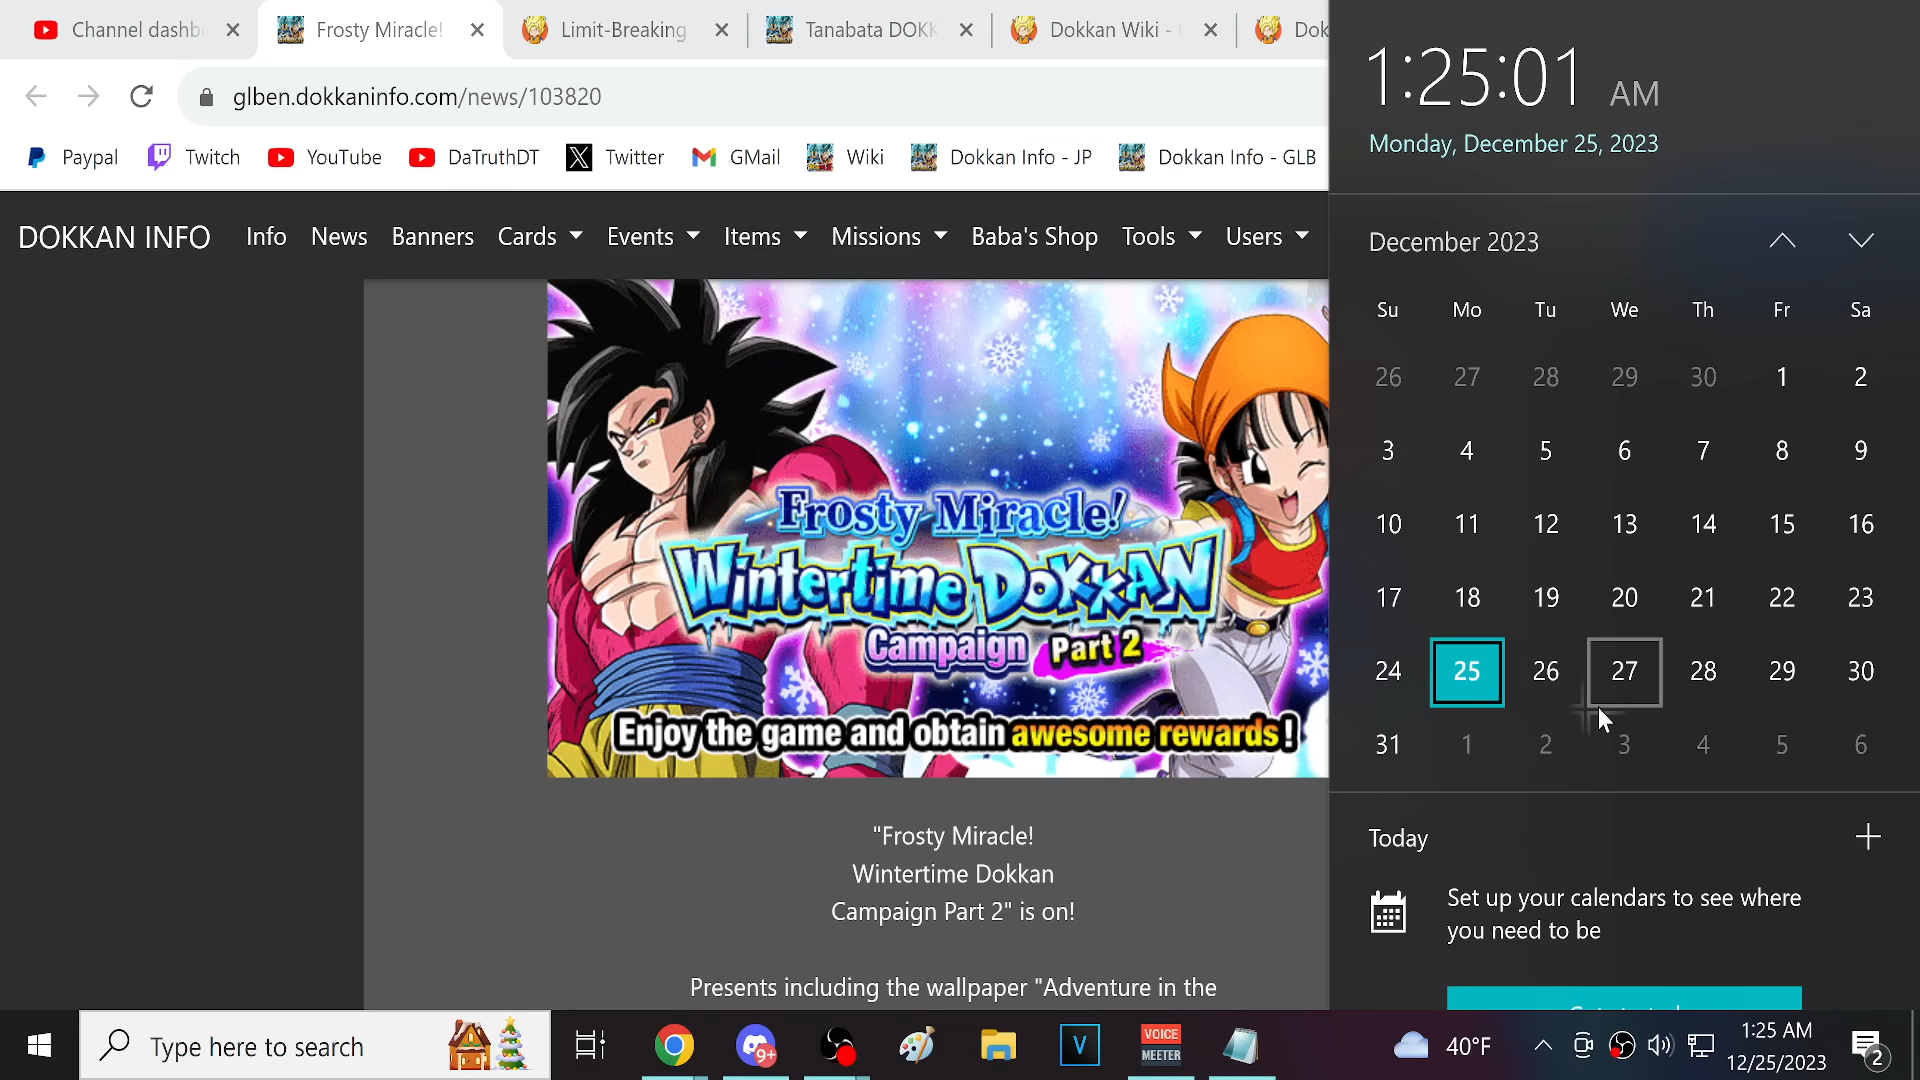 Channel dashb
Frosty Miracle!
Limit-Breaking
Tanabata DOKK
Dokkan Wiki -
Dok
glben.dokkaninfo.com/news/103820
Paypal
Twitch
YouTube
DaTruthDT
Twitter
GMail
Wiki
Dokkan Info - JP
Dokkan Info - GLB
DOKKAN INFO
Info
News
Banners
Cards
Events
Items
Missions
Baba's Shop
Tools
Users
Frosty Miracle!
Wintertime DOKKAN
Campaign Part 2
Enjoy the game and obtain awesome rewards!
"Frosty Miracle!
Wintertime Dokkan
Campaign Part 2" is on!
Presents including the wallpaper "Adventure in the
1:25:01 AM
Monday, December 25, 2023
December 2023
Su Mo Tu We Th Fr Sa
26 27 28 29 30 1 2
3 4 5 6 7 8 9
10 11 12 13 14 15 16
17 18 19 20 21 22 23
24 25 26 27 28 29 30
31 1 2 3 4 5 6
Today
Set up your calendars to see where
you need to be
Type here to search
9+
V
VOICE
MEETER
40°F
1:25 AM
12/25/2023
2